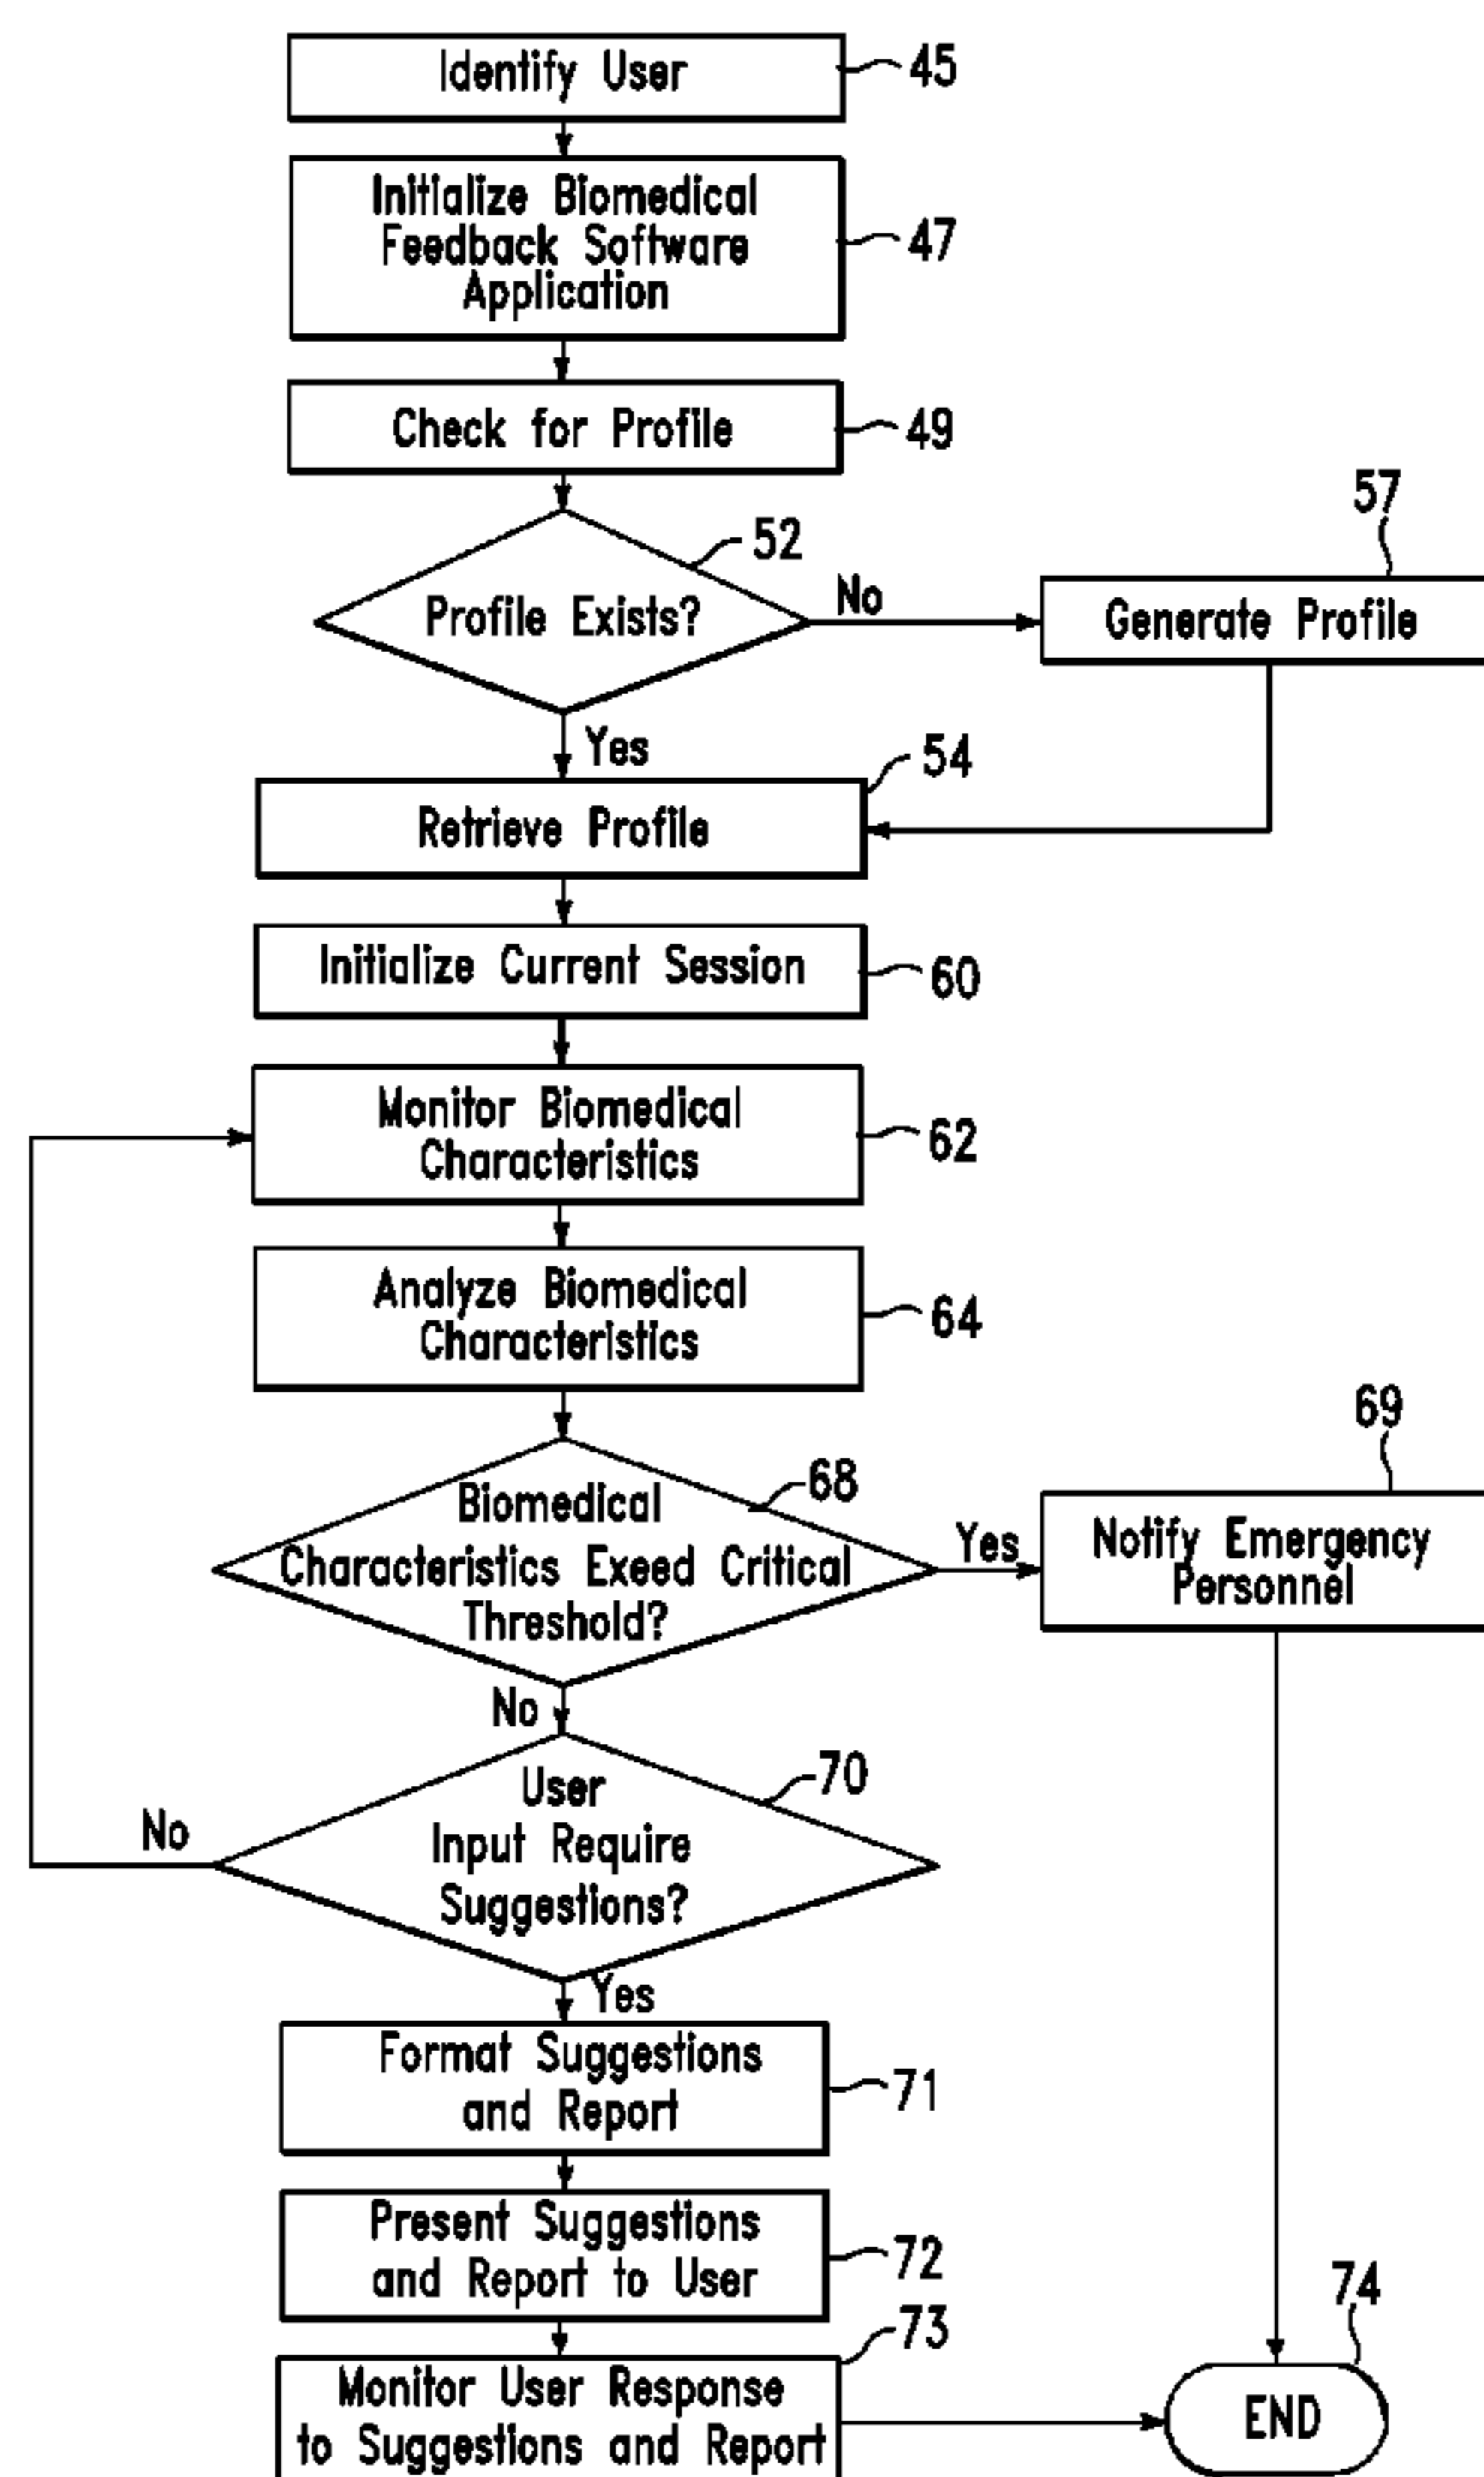 Identify User
45
Initialize Biomedical
Feedback Software
Application
47
Check for Profile
49
52
57
Profile Exists?
No
Generate Profile
Yes
54
Retrieve Profile
Initialize Current Session
60
Monitor Biomedical
Characteristics
62
Analyze Biomedical
Characteristics
64
69
68
Biomedical
Characteristics Exeed Critical
Threshold?
Yes
Notify Emergency
Personnel
No
70
User
Input Require
Suggestions?
No
Yes
Format Suggestions
and Report
71
Present Suggestions
and Report to User
72
73
74
Monitor User Response
to Suggestions and Report
END